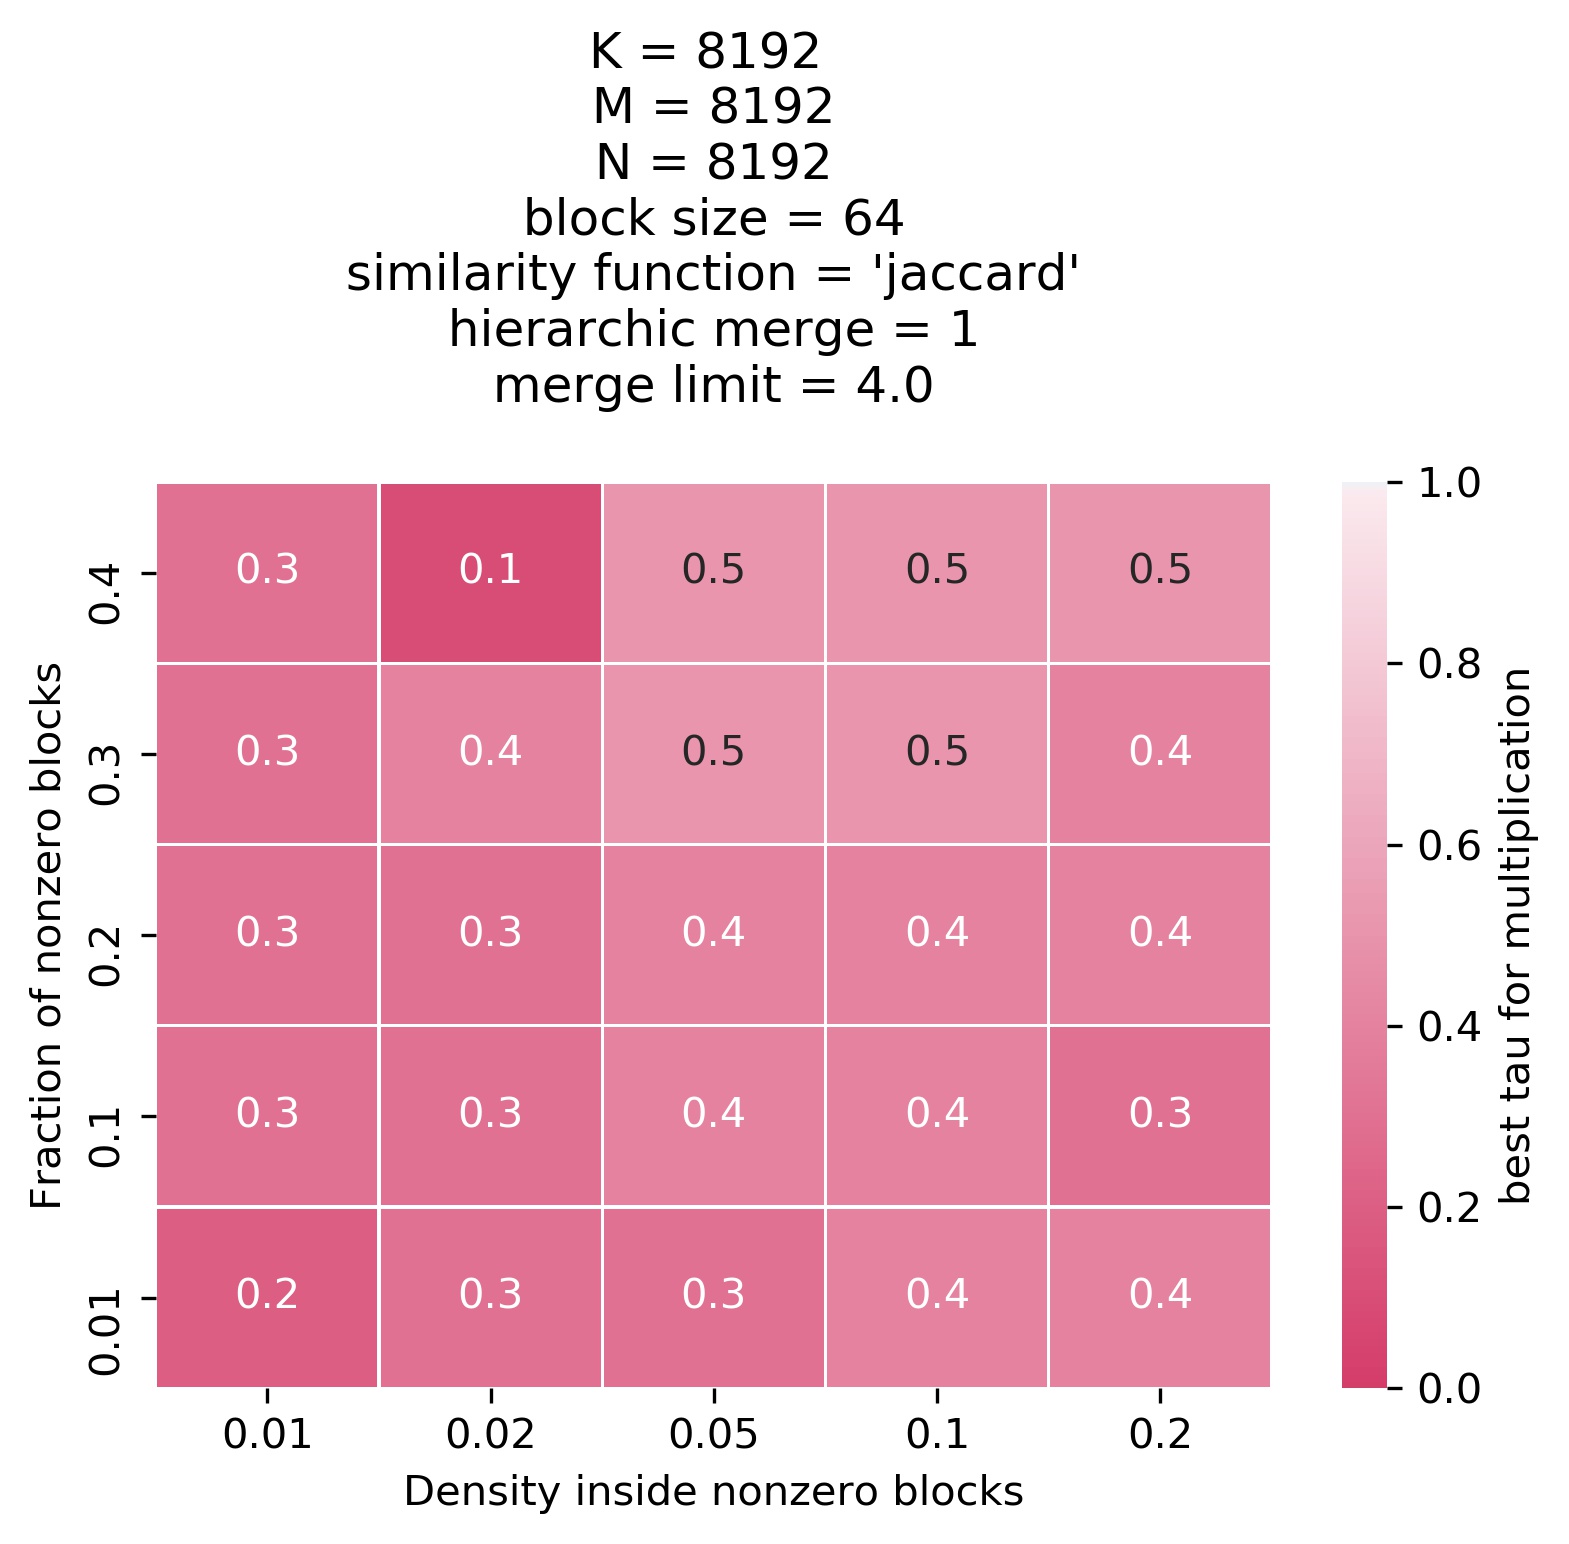 K = 8192
M = 8192
N = 8192
block size = 64
similarity function = 'jaccard'
hierarchic merge = 1
merge limit = 4.0
Fraction of nonzero blocks
0.4
0.3
0.2
0.1
0.01
0.3 0.1 0.5 0.5 0.5
0.3 0.4 0.5 0.5 0.4
0.3 0.3 0.4 0.4 0.4
0.3 0.3 0.4 0.4 0.3
0.2 0.3 0.3 0.4 0.4
0.01 0.02 0.05 0.1 0.2
Density inside nonzero blocks
1.0
0.8
0.6
0.4
0.2
0.0
best tau for multiplication